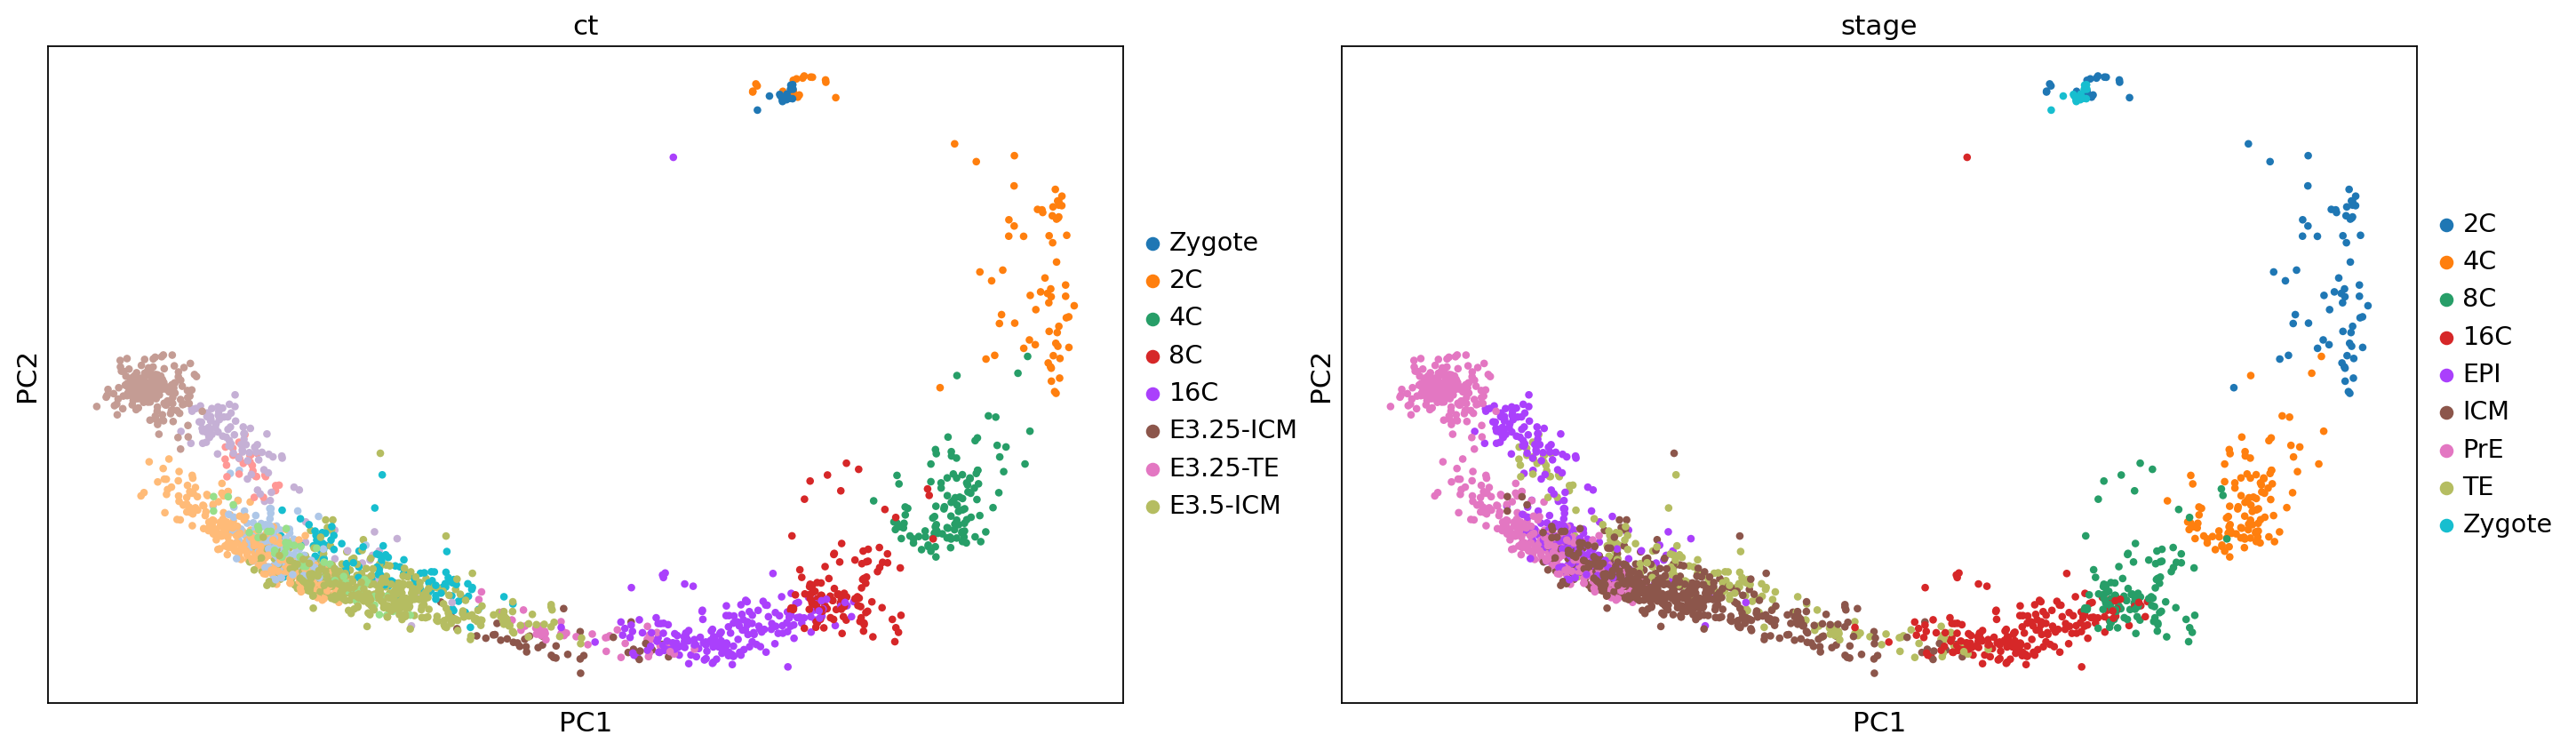 ct
PC2
PC1
Zygote
2C
4C
8C
16C
E3.25-ICM
E3.25-TE
E3.5-ICM
stage
PC2
PC1
2C
4C
8C
16C
EPI
ICM
PrE
TE
Zygote